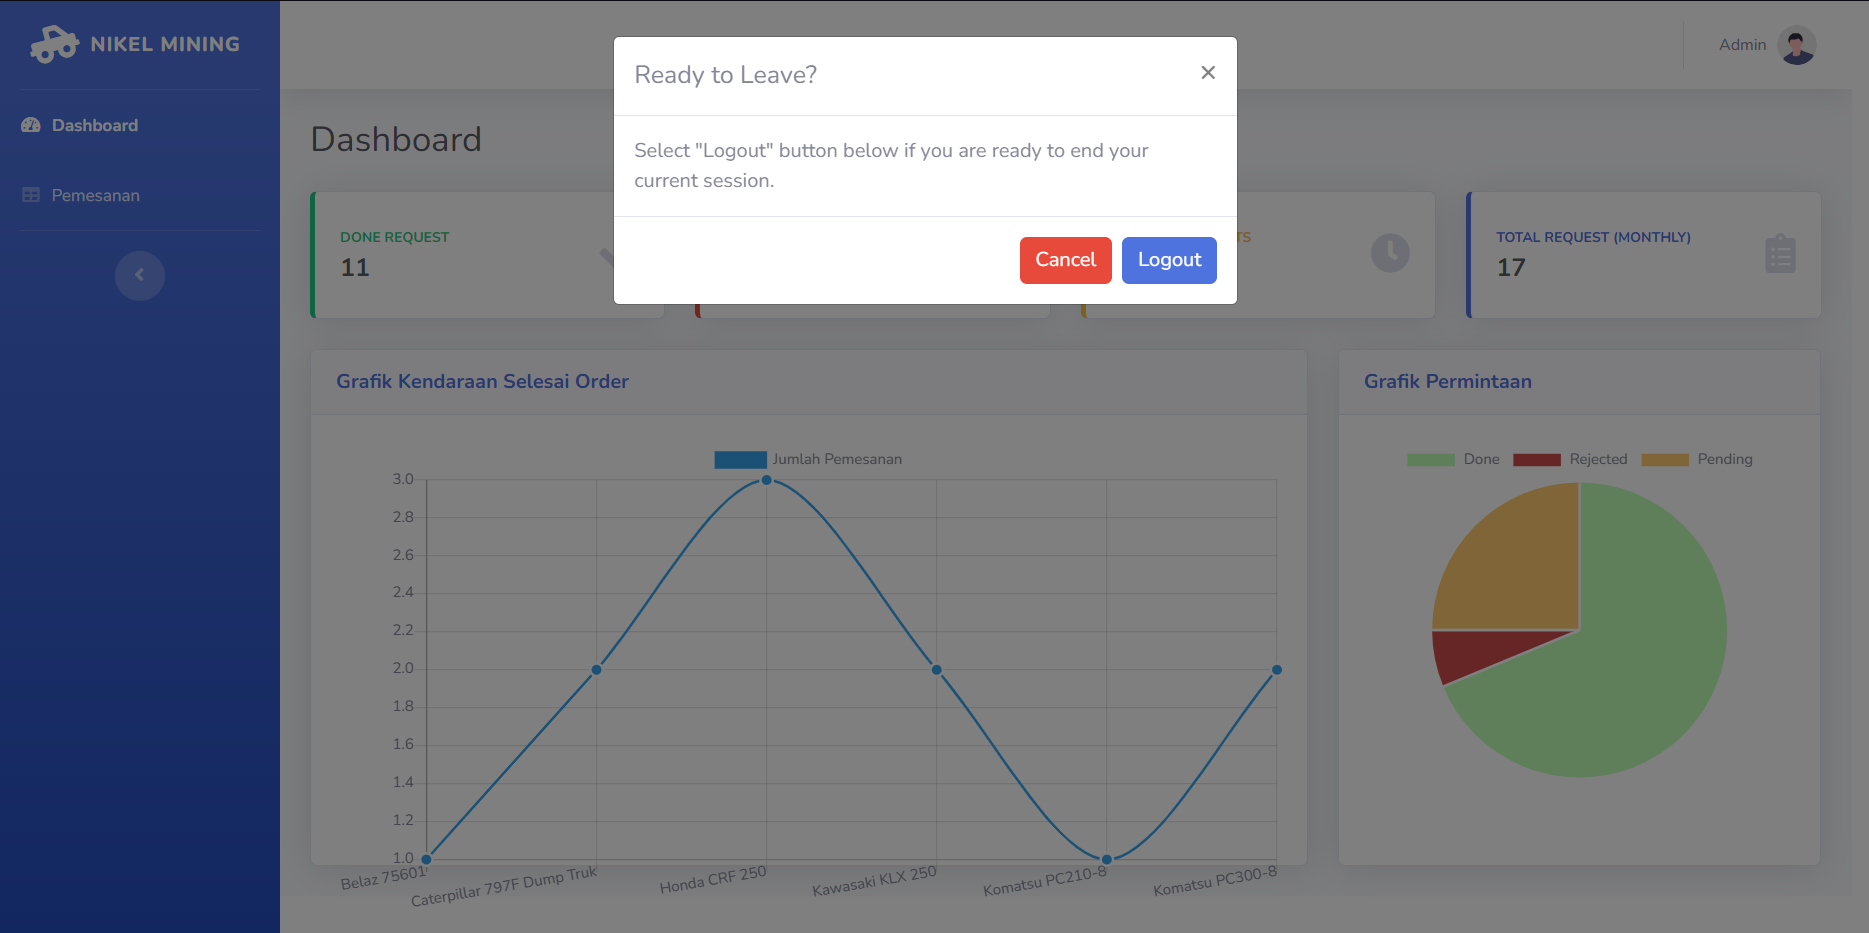 NIKEL MINING
Dashboard
Pemesanan
Admin
Ready to Leave?
×
Select "Logout" button below if you are ready to end your
current session.
Cancel
Logout
Dashboard
DONE REQUEST
11
TS
TOTAL REQUEST (MONTHLY)
17
Grafik Kendaraan Selesai Order
Jumlah Pemesanan
3.0
2.8
2.6
2.4
2.2
2.0
1.8
1.6
1.4
1.2
1.0
Belaz 75601
Caterpillar 797F Dump Truk
Honda CRF 250
Kawasaki KLX 250
Komatsu PC210-8
Komatsu PC300-8
Grafik Permintaan
Done
Rejected
Pending